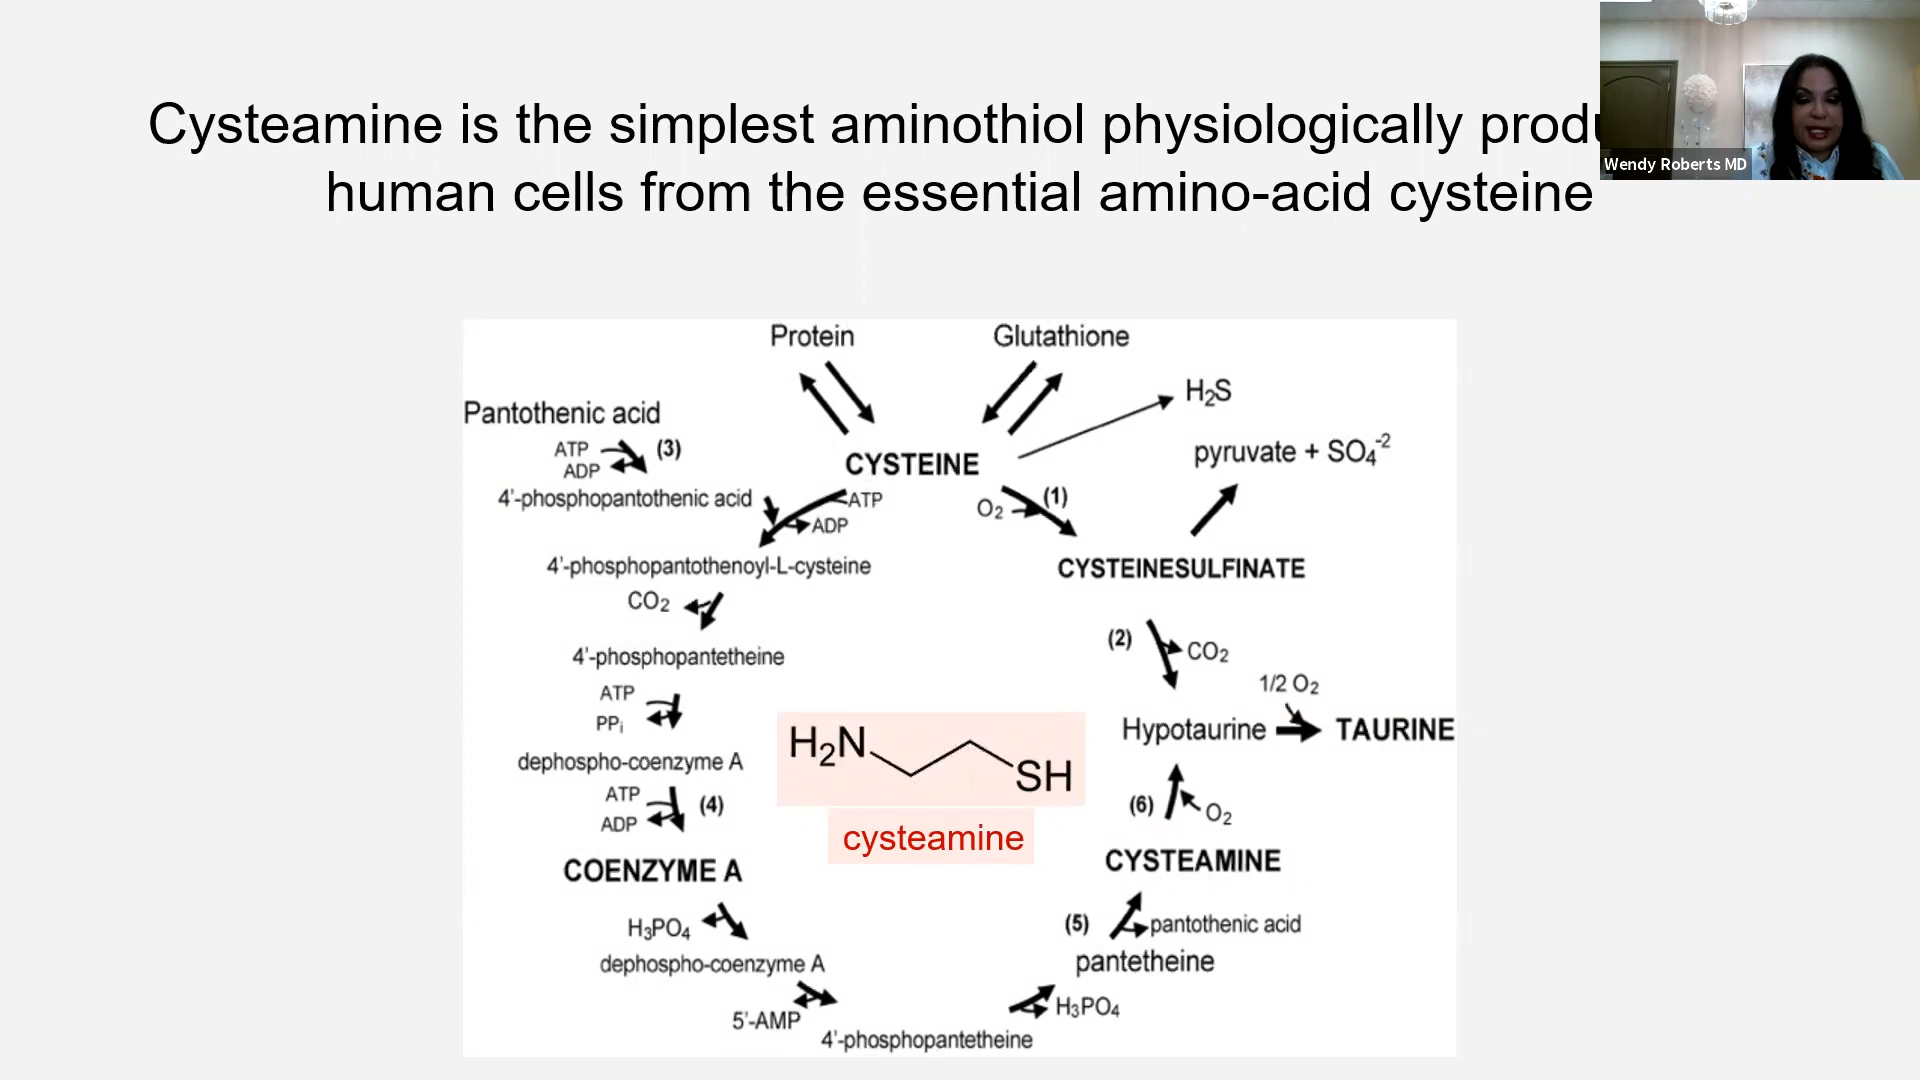 Cysteamine is the simplest aminothiol physiologically
human cells from the essential amino-acid cysteine
Wendy Roberts MD
Protein
Glutathione
H₂S
Pantothenic acid
pyruvate + SO₄⁻²
ATP
(3)
ADP
CYSTEINE
4'-phosphopantothenic acid
ATP
ADP
O₂
(1)
4'-phosphopantothenoyl-L-cysteine
CYSTEINESULFINATE
CO₂
4'-phosphopantetheine
(2)
CO₂
1/2 O₂
ATP
PPᵢ
Hypotaurine
TAURINE
H₂N
SH
dephospho-coenzyme A
ATP
(4)
ADP
(6)
O₂
cysteamine
COENZYME A
CYSTEAMINE
H₃PO₄
(5)
pantothenic acid
dephospho-coenzyme A
pantetheine
5'-AMP
H₃PO₄
4'-phosphopantetheine